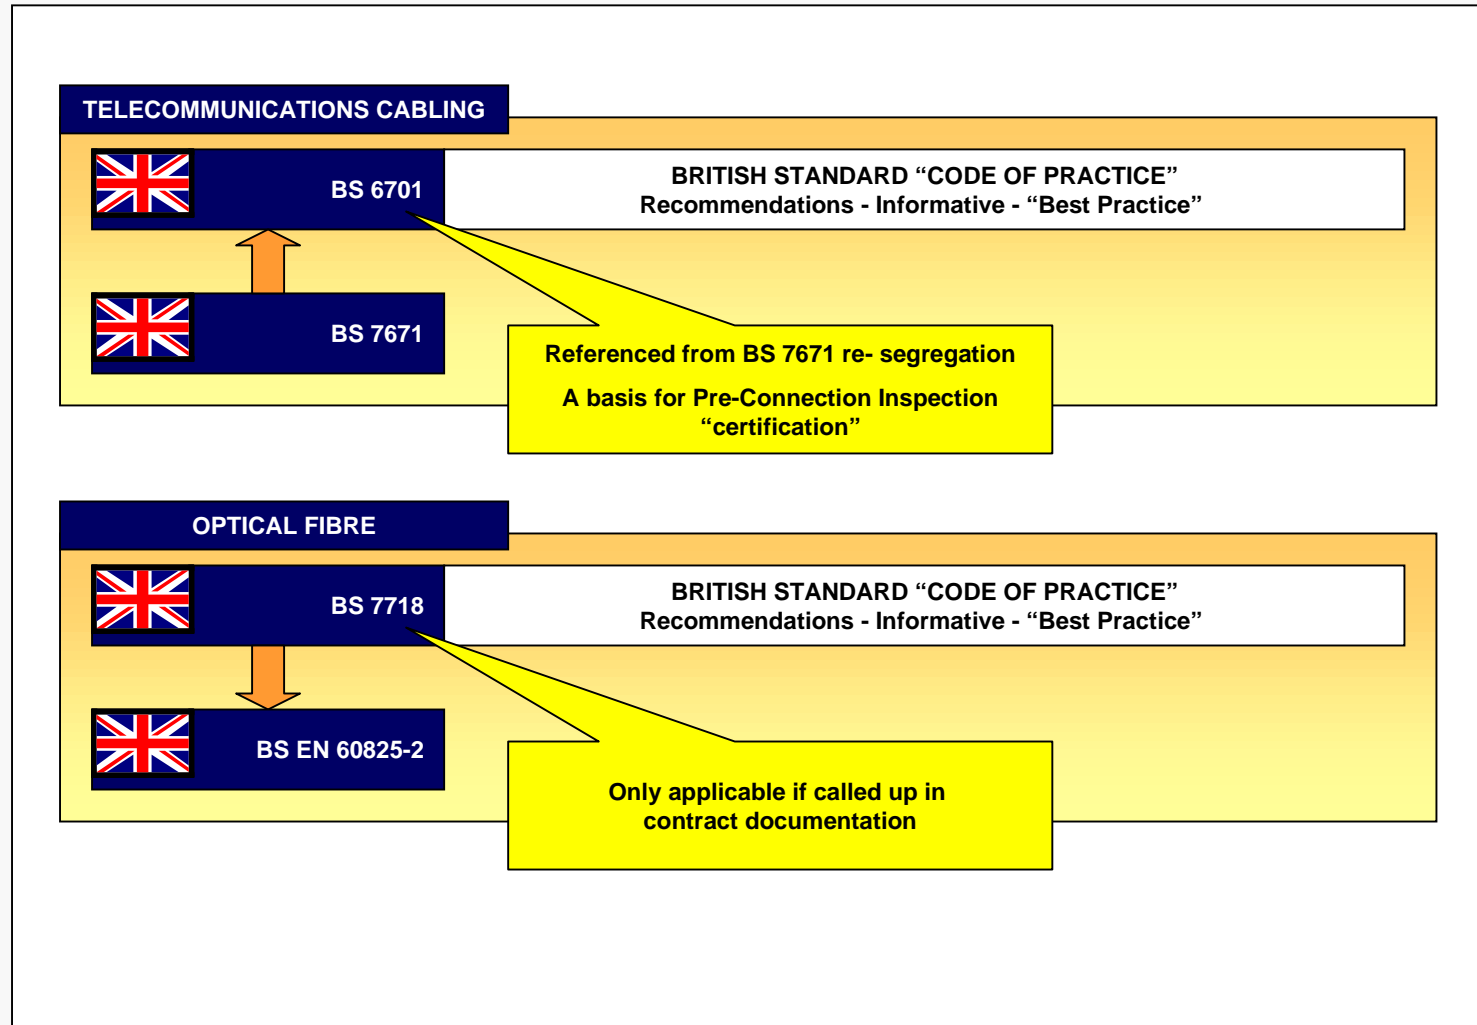 TELECOMMUNICATIONS CABLING
BS 6701
BRITISH STANDARD “CODE OF PRACTICE”
Recommendations - Informative - “Best Practice”
BS 7671
Referenced from BS 7671 re- segregation
A basis for Pre-Connection Inspection
“certification”
OPTICAL FIBRE
BS 7718
BRITISH STANDARD “CODE OF PRACTICE”
Recommendations - Informative - “Best Practice”
BS EN 60825-2
Only applicable if called up in
contract documentation